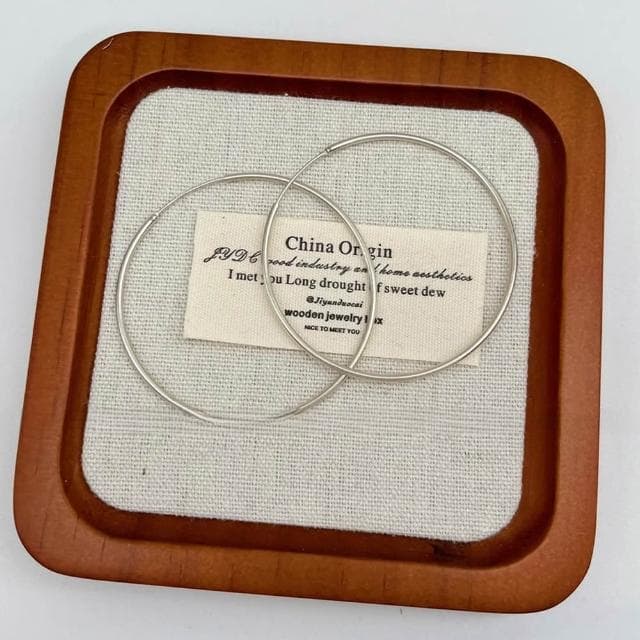 China Origin
JYDC wood industry and home aesthetics
I met you Long drought of sweet dew
@Jiyunduocai
wooden jewelry box
NICE TO MEET YOU